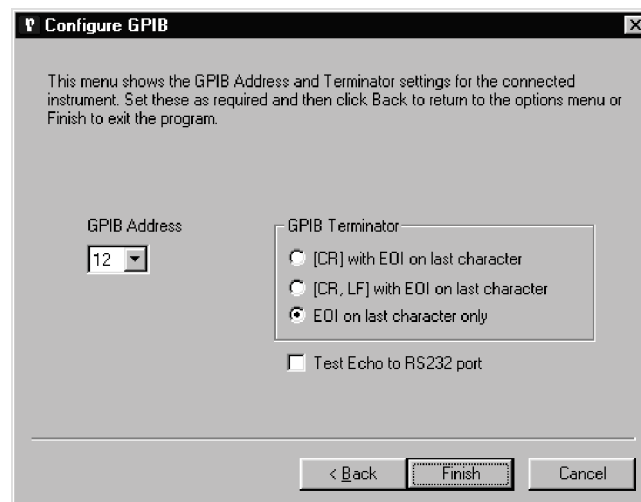 Configure GPIB
This menu shows the GPIB Address and Terminator settings for the connected
instrument. Set these as required and then click Back to return to the options menu or
Finish to exit the program.
GPIB Address
12
GPIB Terminator
[CR] with EOI on last character
[CR, LF] with EOI on last character
EOI on last character only
Test Echo to RS232 port
< Back
Finish
Cancel